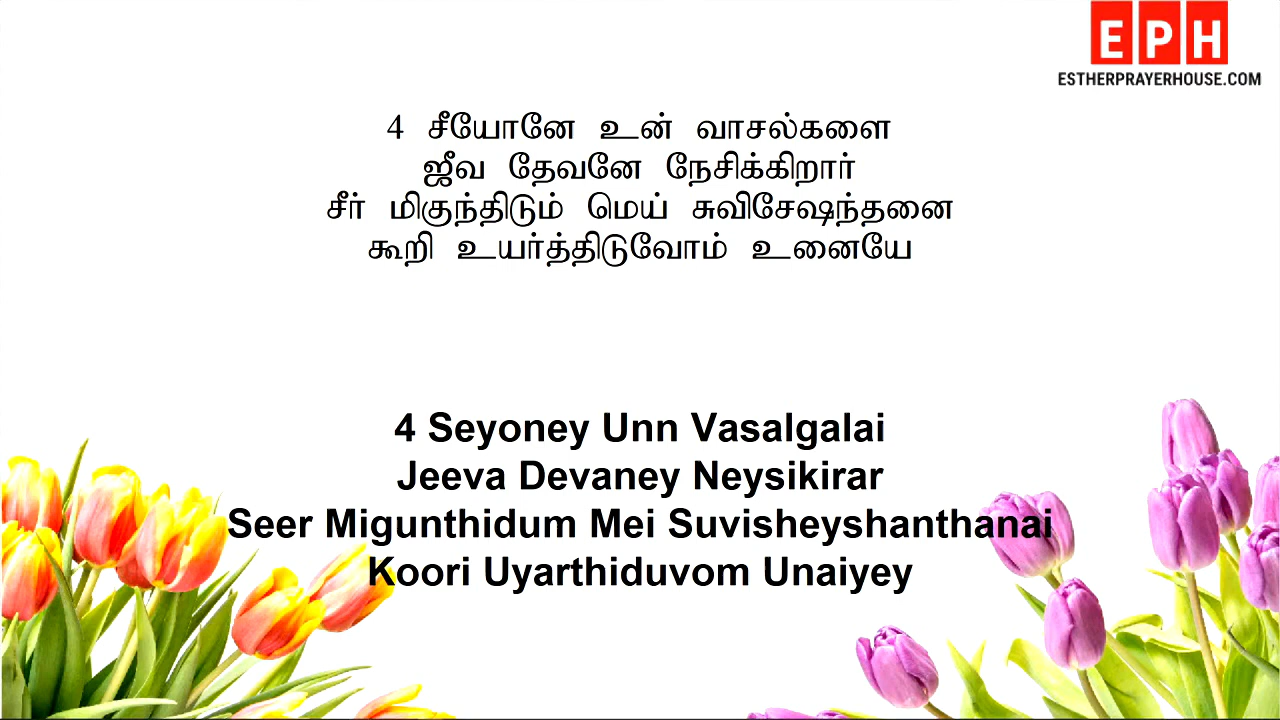 EPH
ESTHERPRAYERHOUSE.COM
4 சீயோனே உன் வாசல்களை
ஜீவ தேவனே நேசிக்கிறார்
சீர் மிகுந்திடும் மெய் சுவிசேஷந்தனை
கூறி உயர்த்திடுவோம் உனையே
4 Seyoney Unn Vasalgalai
Jeeva Devaney Neysikirar
Seer Migunthidum Mei Suvisheyshanthanai
Koori Uyarthiduvom Unaiyey